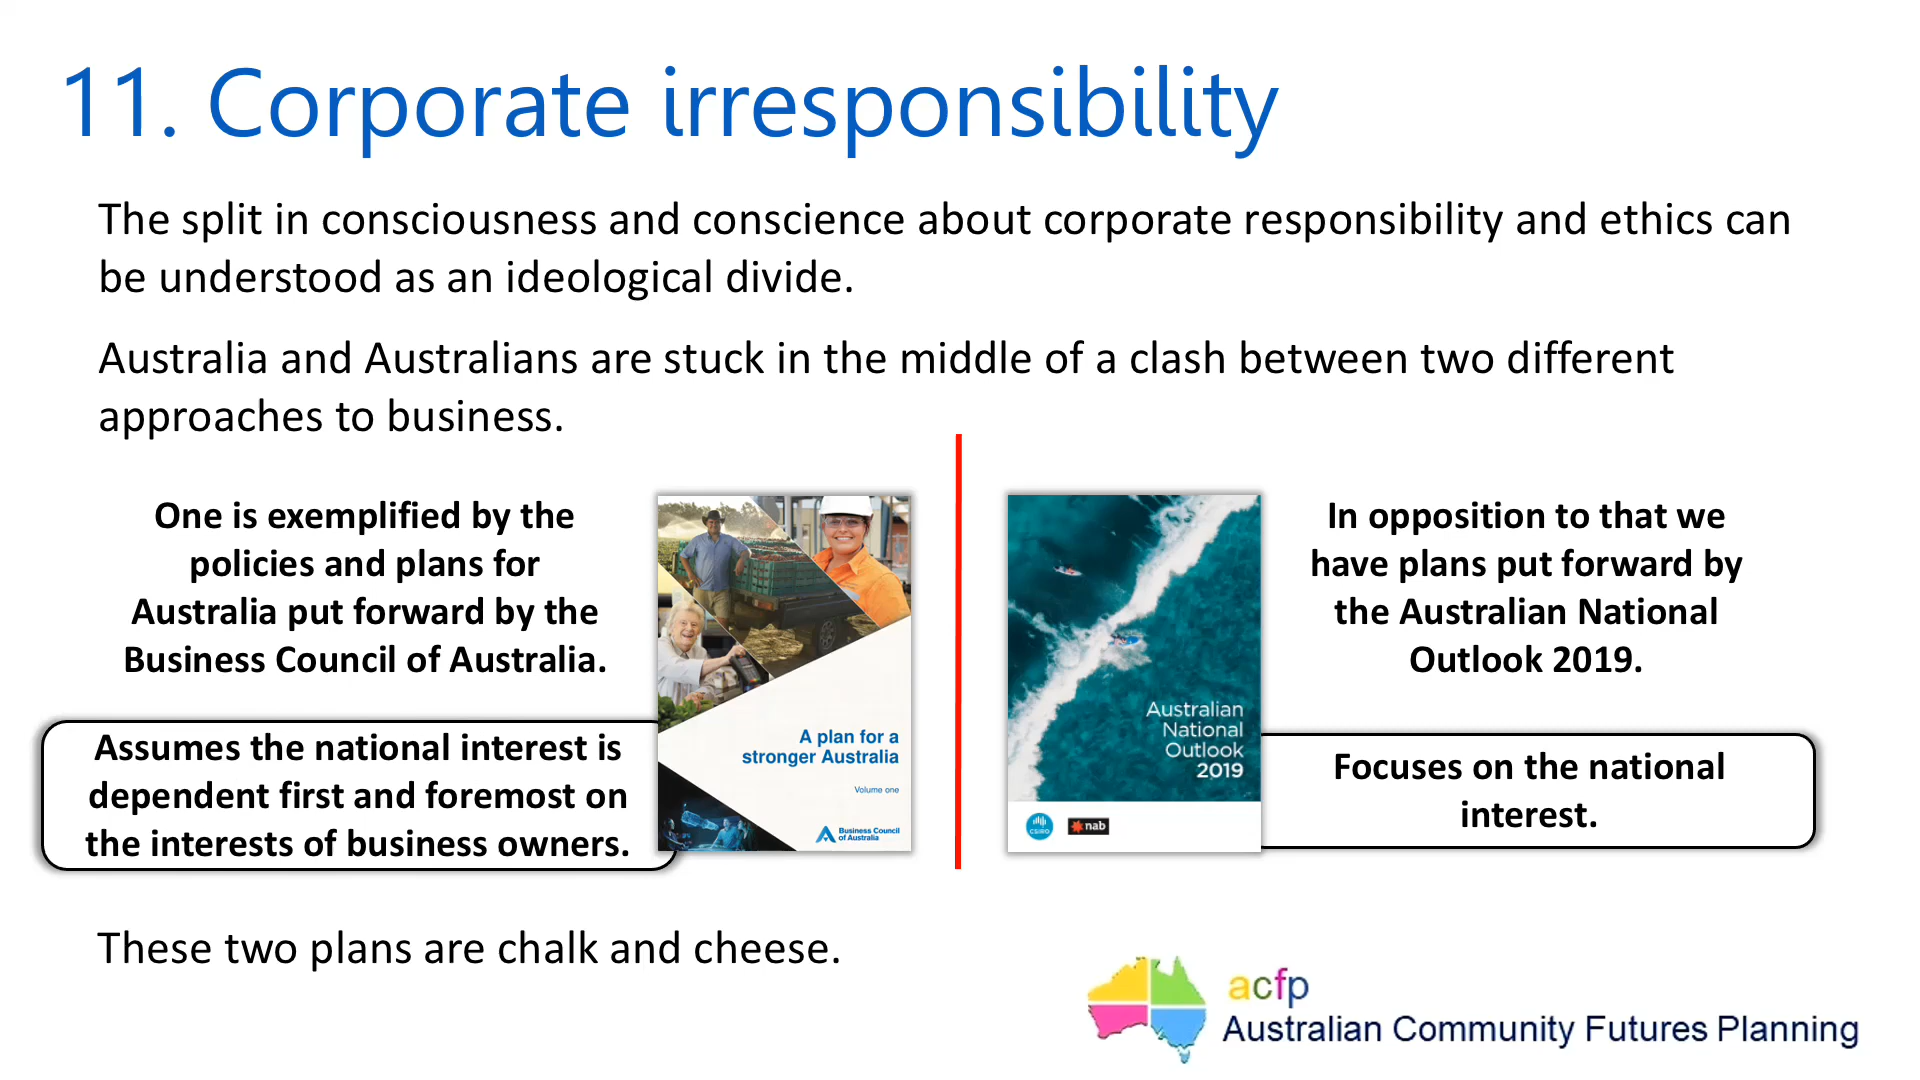 11. Corporate irresponsibility
The split in consciousness and conscience about corporate responsibility and ethics can
be understood as an ideological divide.
Australia and Australians are stuck in the middle of a clash between two different
approaches to business.
One is exemplified by the
policies and plans for
Australia put forward by the
Business Council of Australia.
Assumes the national interest is
dependent first and foremost on
the interests of business owners.
A plan for a
stronger Australia
Volume one
Business Council
of Australia
Australian
National
Outlook
2019
CSIRO
nab
In opposition to that we
have plans put forward by
the Australian National
Outlook 2019.
Focuses on the national
interest.
These two plans are chalk and cheese.
acfp
Australian Community Futures Planning